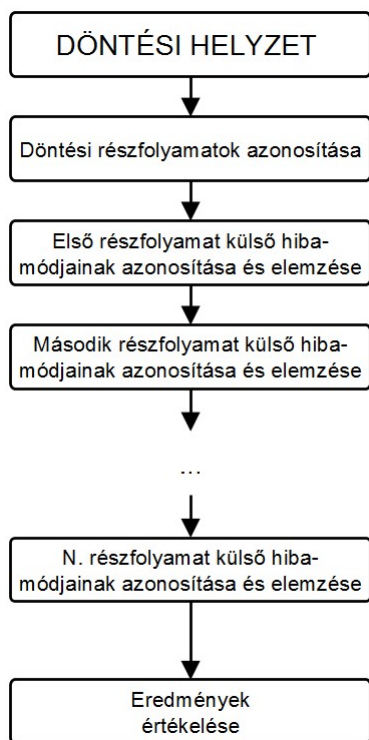 DÖNTÉSI HELYZET
Döntési részfolyamatok azonosítása
Első részfolyamat külső hiba-
módjainak azonosítása és elemzése
Második részfolyamat külső hiba-
módjainak azonosítása és elemzése
...
N. részfolyamat külső hiba-
módjainak azonosítása és elemzése
Eredmények
értékelése